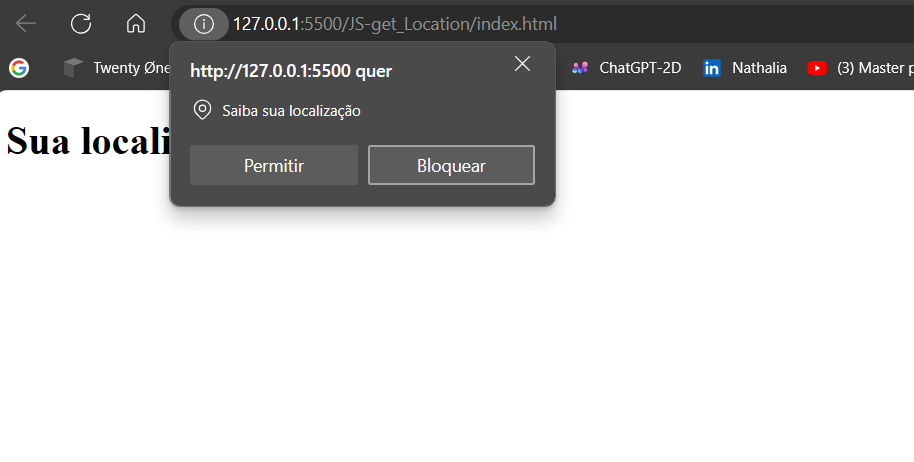 127.0.0.1:5500/JS-get_Location/index.html
Twenty Øne
ChatGPT-2D
Nathalia
(3) Master p
http://127.0.0.1:5500 quer
Saiba sua localização
Permitir Bloquear
Sua locali